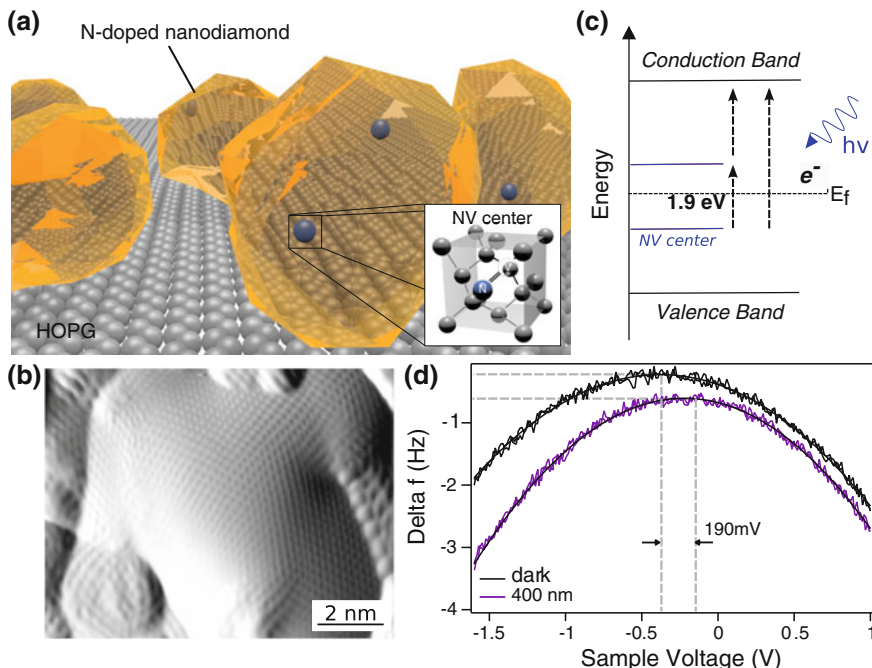 (a)
N-doped nanodiamond
NV center
N
HOPG
(b)
2 nm
(c)
Conduction Band
hν
e-
Ef
1.9 eV
NV center
Valence Band
Energy
(d)
-1
-2
-3
-4
Delta f (Hz)
190mV
dark
400 nm
-1.5 -1 -0.5 0 0.5 1
Sample Voltage (V)